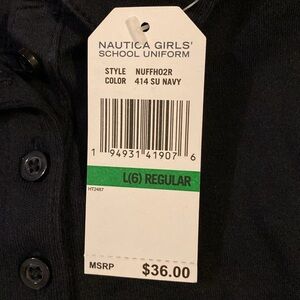 NAUTICA GIRLS'
SCHOOL UNIFORM
STYLE NUFFH02R
COLOR 414 SU NAVY
1 94931 41907 6
L(6) REGULAR
HT2487
MSRP $36.00